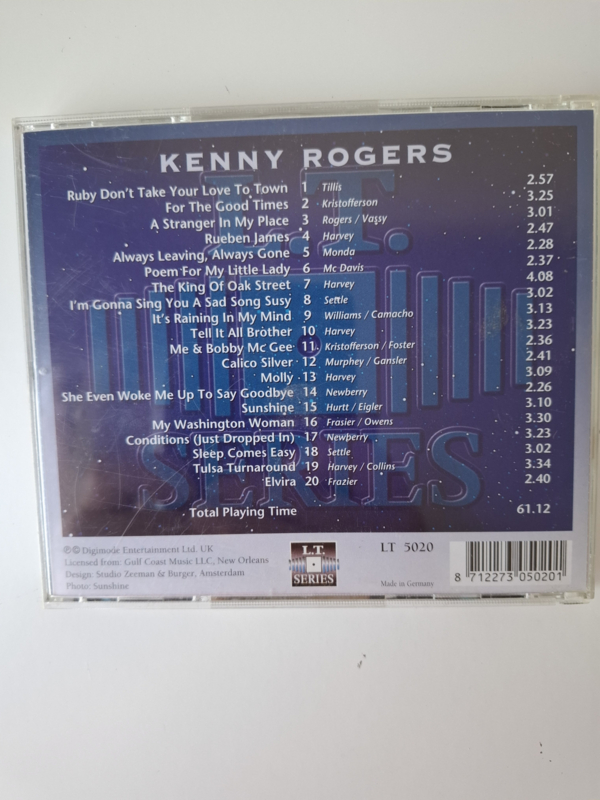 KENNY ROGERS
Ruby Don't Take Your Love To Town 1 Tillis 2.57
For The Good Times 2 Kristofferson 3.25
A Stranger In My Place 3 Rogers / Vassy 3.01
Rueben James 4 Harvey 2.47
Always Leaving, Always Gone 5 Monda 2.28
Poem For My Little Lady 6 Mc Davis 2.37
The King Of Oak Street 7 Harvey 4.08
I'm Gonna Sing You A Sad Song Susy 8 Settle 3.02
It's Raining In My Mind 9 Williams / Camacho 3.13
Tell It All Brother 10 Harvey 3.23
Me & Bobby Mc Gee 11 Kristofferson / Foster 2.36
Calico Silver 12 Murphey / Gansler 2.41
Molly 13 Harvey 3.09
She Even Woke Me Up To Say Goodbye 14 Newberry 2.26
Sunshine 15 Hurtt / Eigler 3.10
My Washington Woman 16 Frasier / Owens 3.30
Conditions (Just Dropped In) 17 Newberry 3.23
Sleep Comes Easy 18 Settle 3.02
Tulsa Turnaround 19 Harvey / Collins 3.34
Elvira 20 Frazier 2.40
Total Playing Time 61.12
L.T.
SERIES
℗© Digimode Entertainment Ltd. UK
Licensed from: Gulf Coast Music LLC, New Orleans
Design: Studio Zeeman & Burger, Amsterdam
Photo: Sunshine
L.T.
SERIES
LT 5020
Made in Germany
8 712273 050201